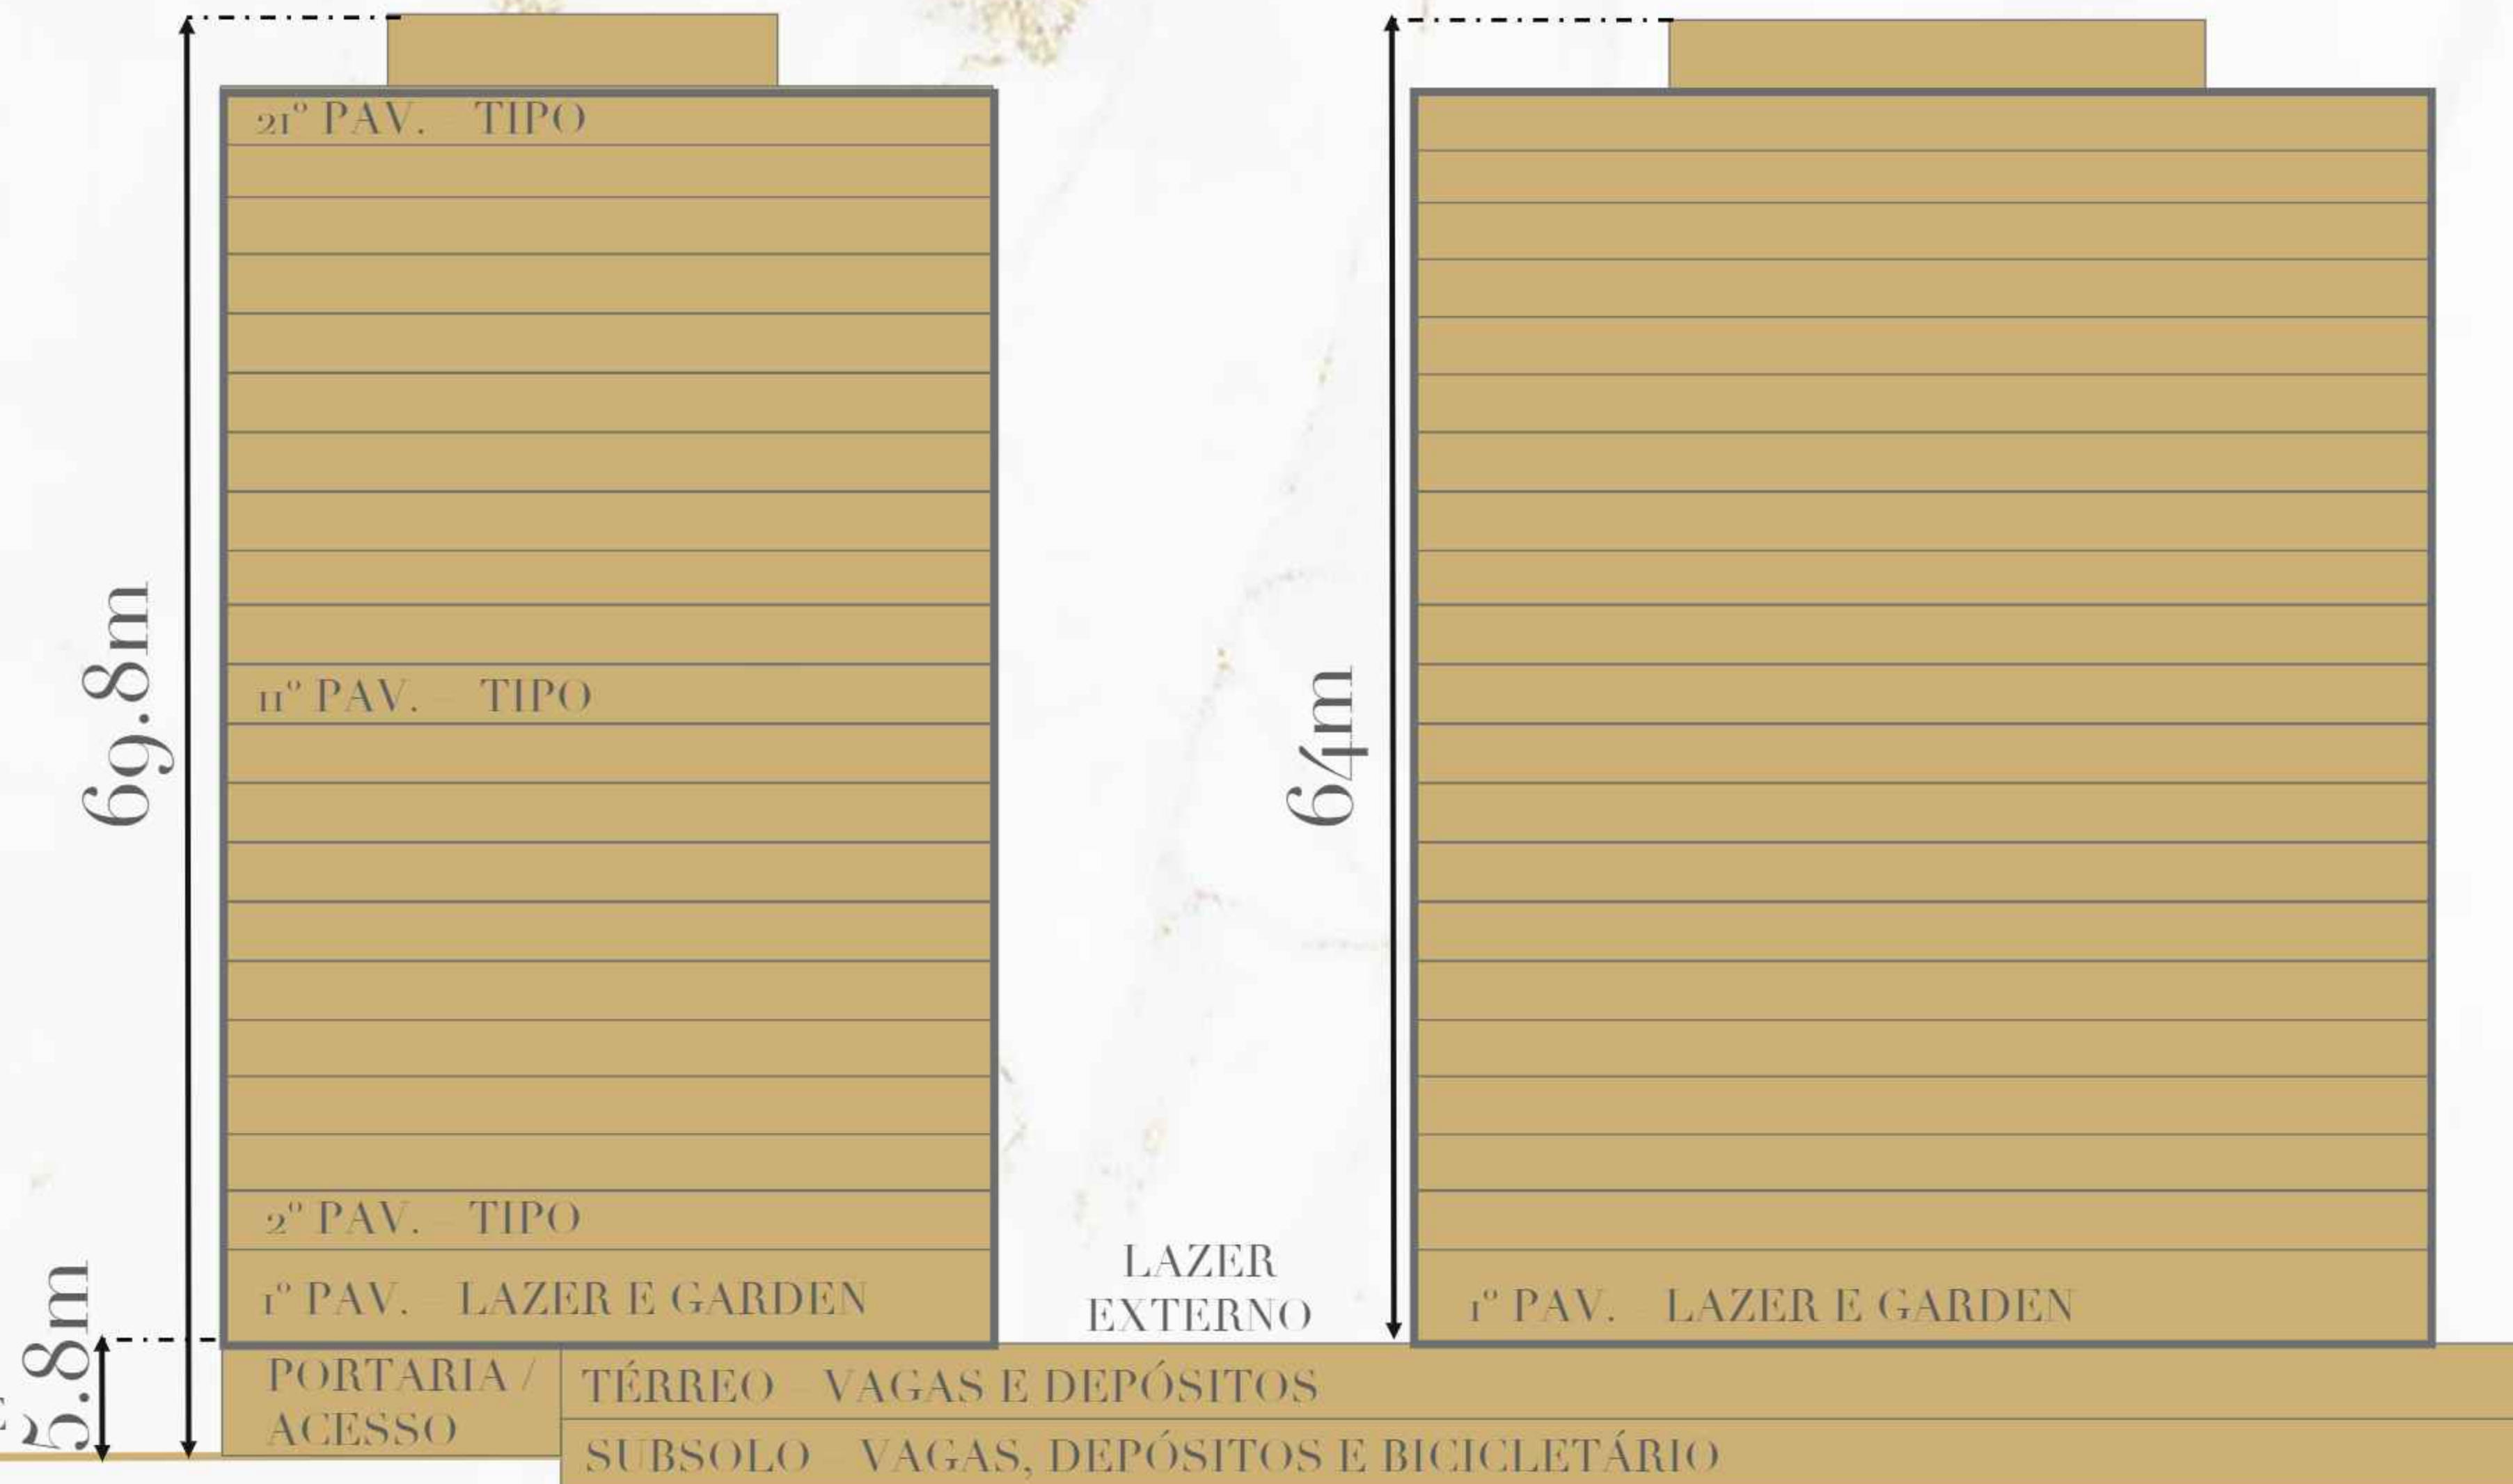 21º PAV. TIPO
11º PAV. TIPO
2º PAV. TIPO
1º PAV. LAZER E GARDEN
69.8m
5.8m
PORTARIA /
ACESSO
LAZER
EXTERNO
64m
1º PAV. LAZER E GARDEN
TÉRREO VAGAS E DEPÓSITOS
SUBSOLO VAGAS, DEPÓSITOS E BICICLETÁRIO